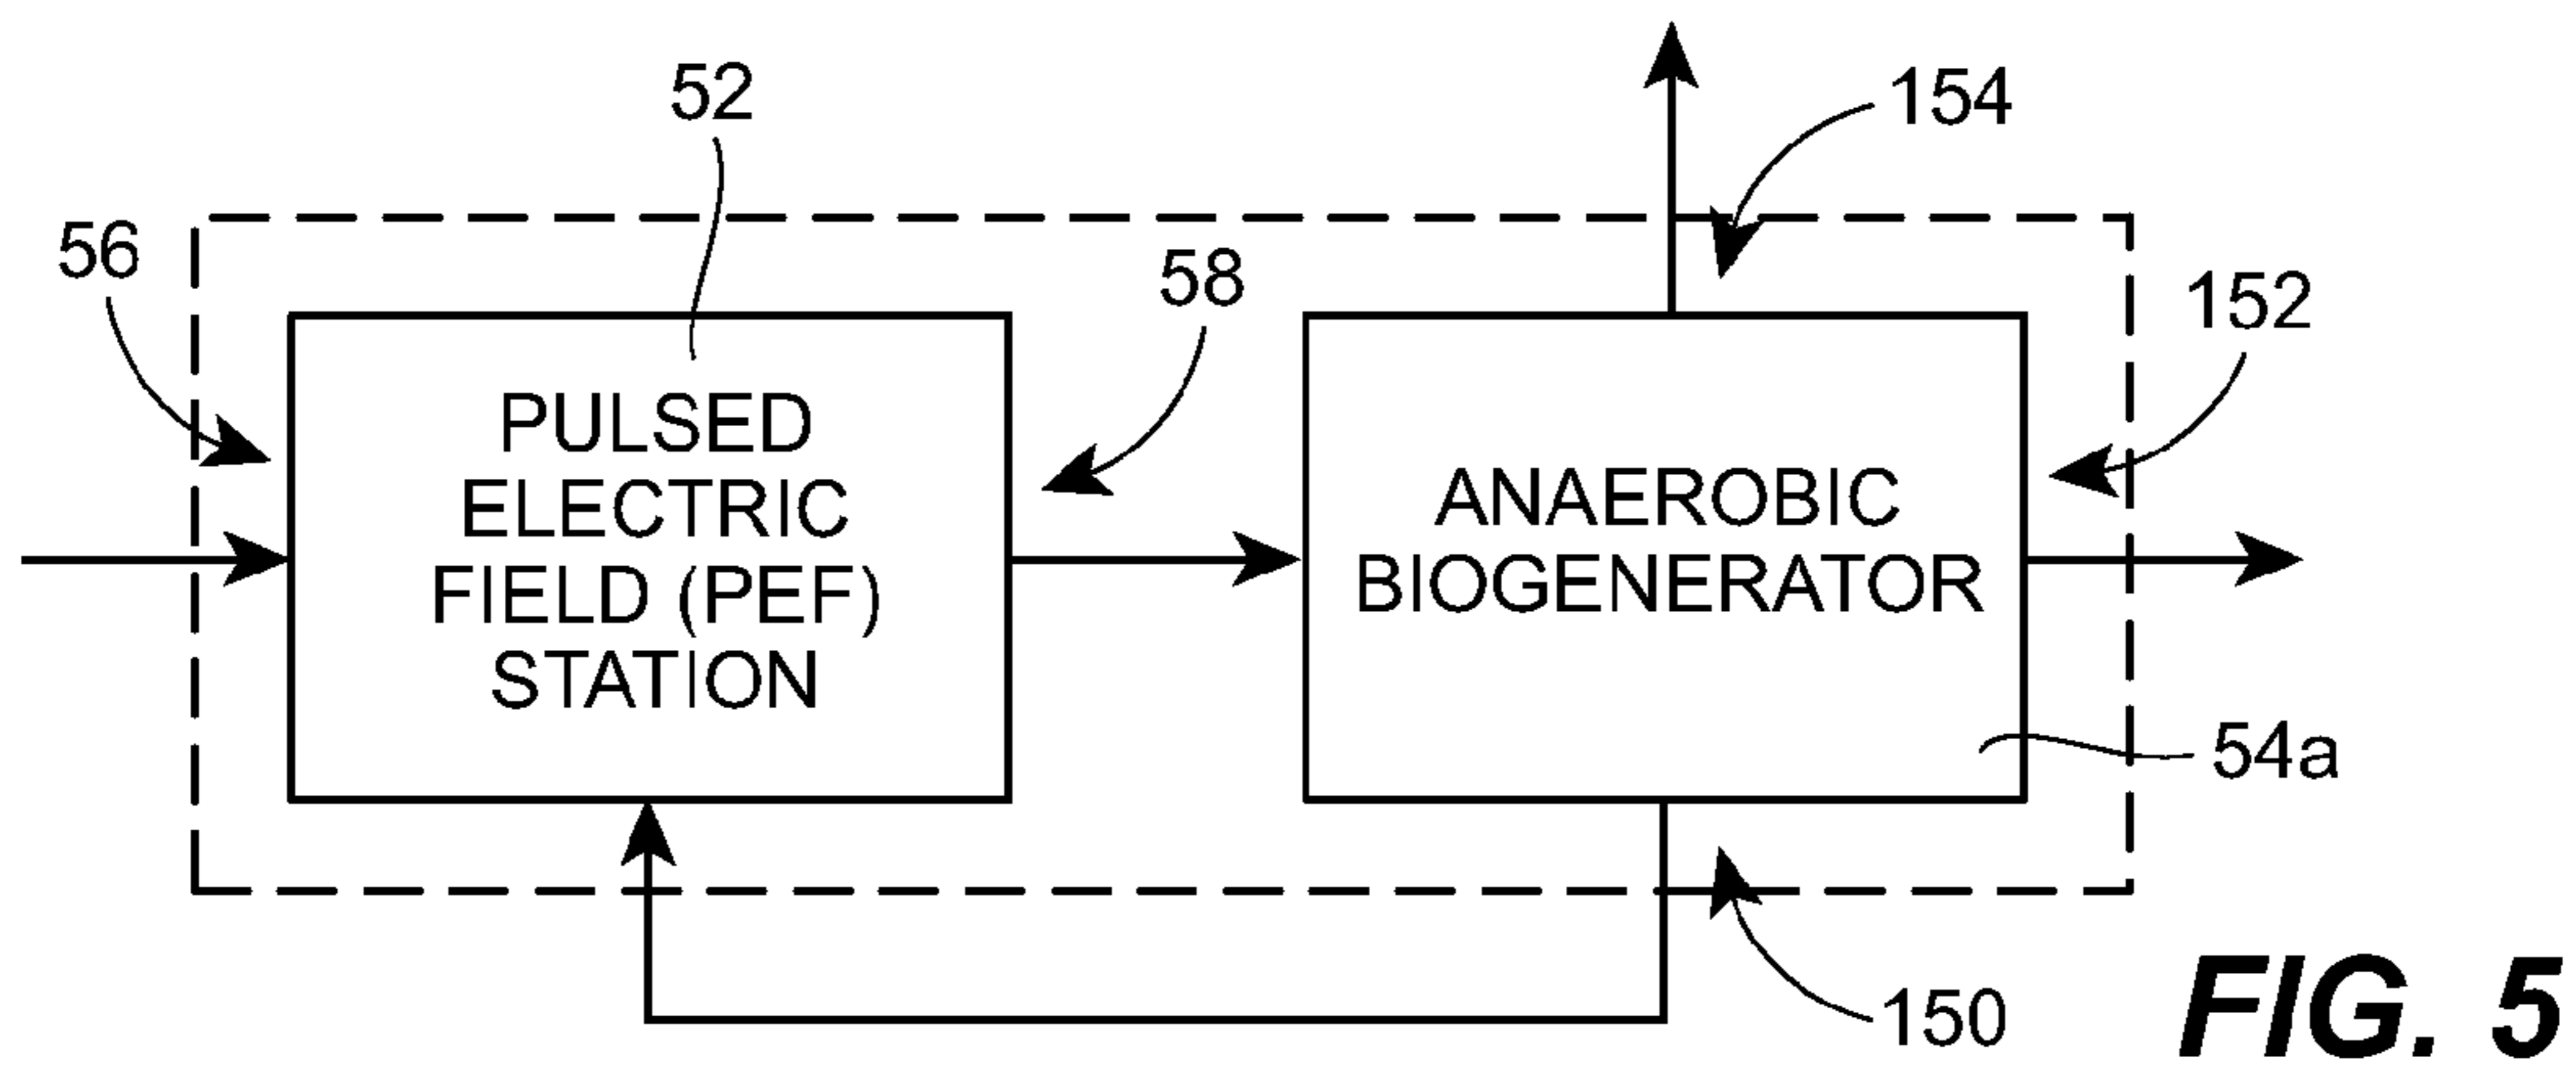 52
154
56
58
152
PULSED
ELECTRIC
FIELD (PEF)
STATION
ANAEROBIC
BIOGENERATOR
54a
150
FIG. 5